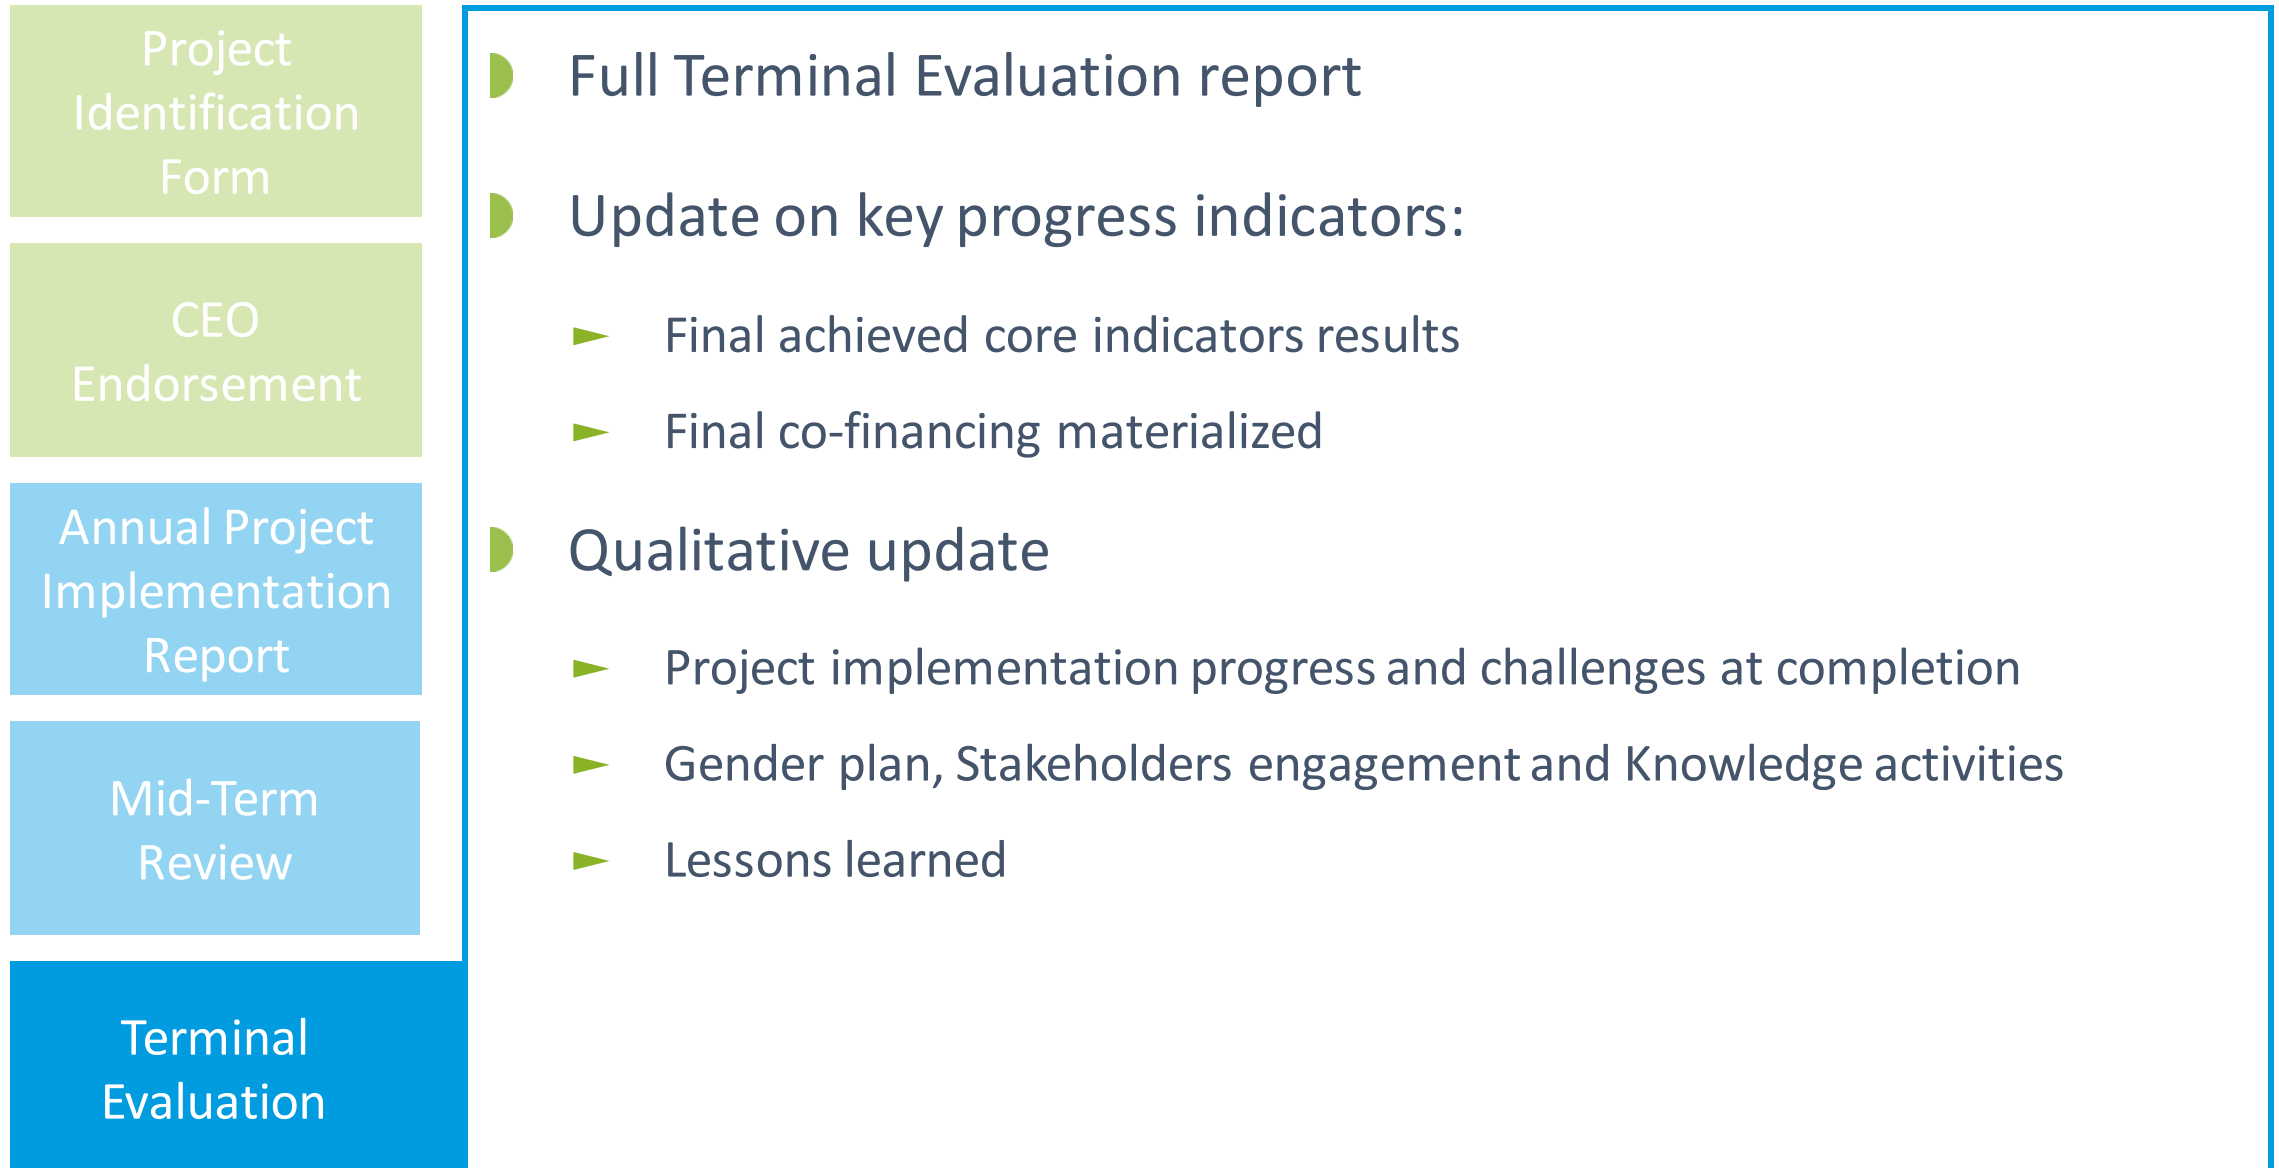 Project
Identification
Form
CEO
Endorsement
Annual Project
Implementation
Report
Mid-Term
Review
Terminal
Evaluation
Full Terminal Evaluation report
Update on key progress indicators:
Final achieved core indicators results
Final co-financing materialized
Qualitative update
Project implementation progress and challenges at completion
Gender plan, Stakeholders engagement and Knowledge activities
Lessons learned